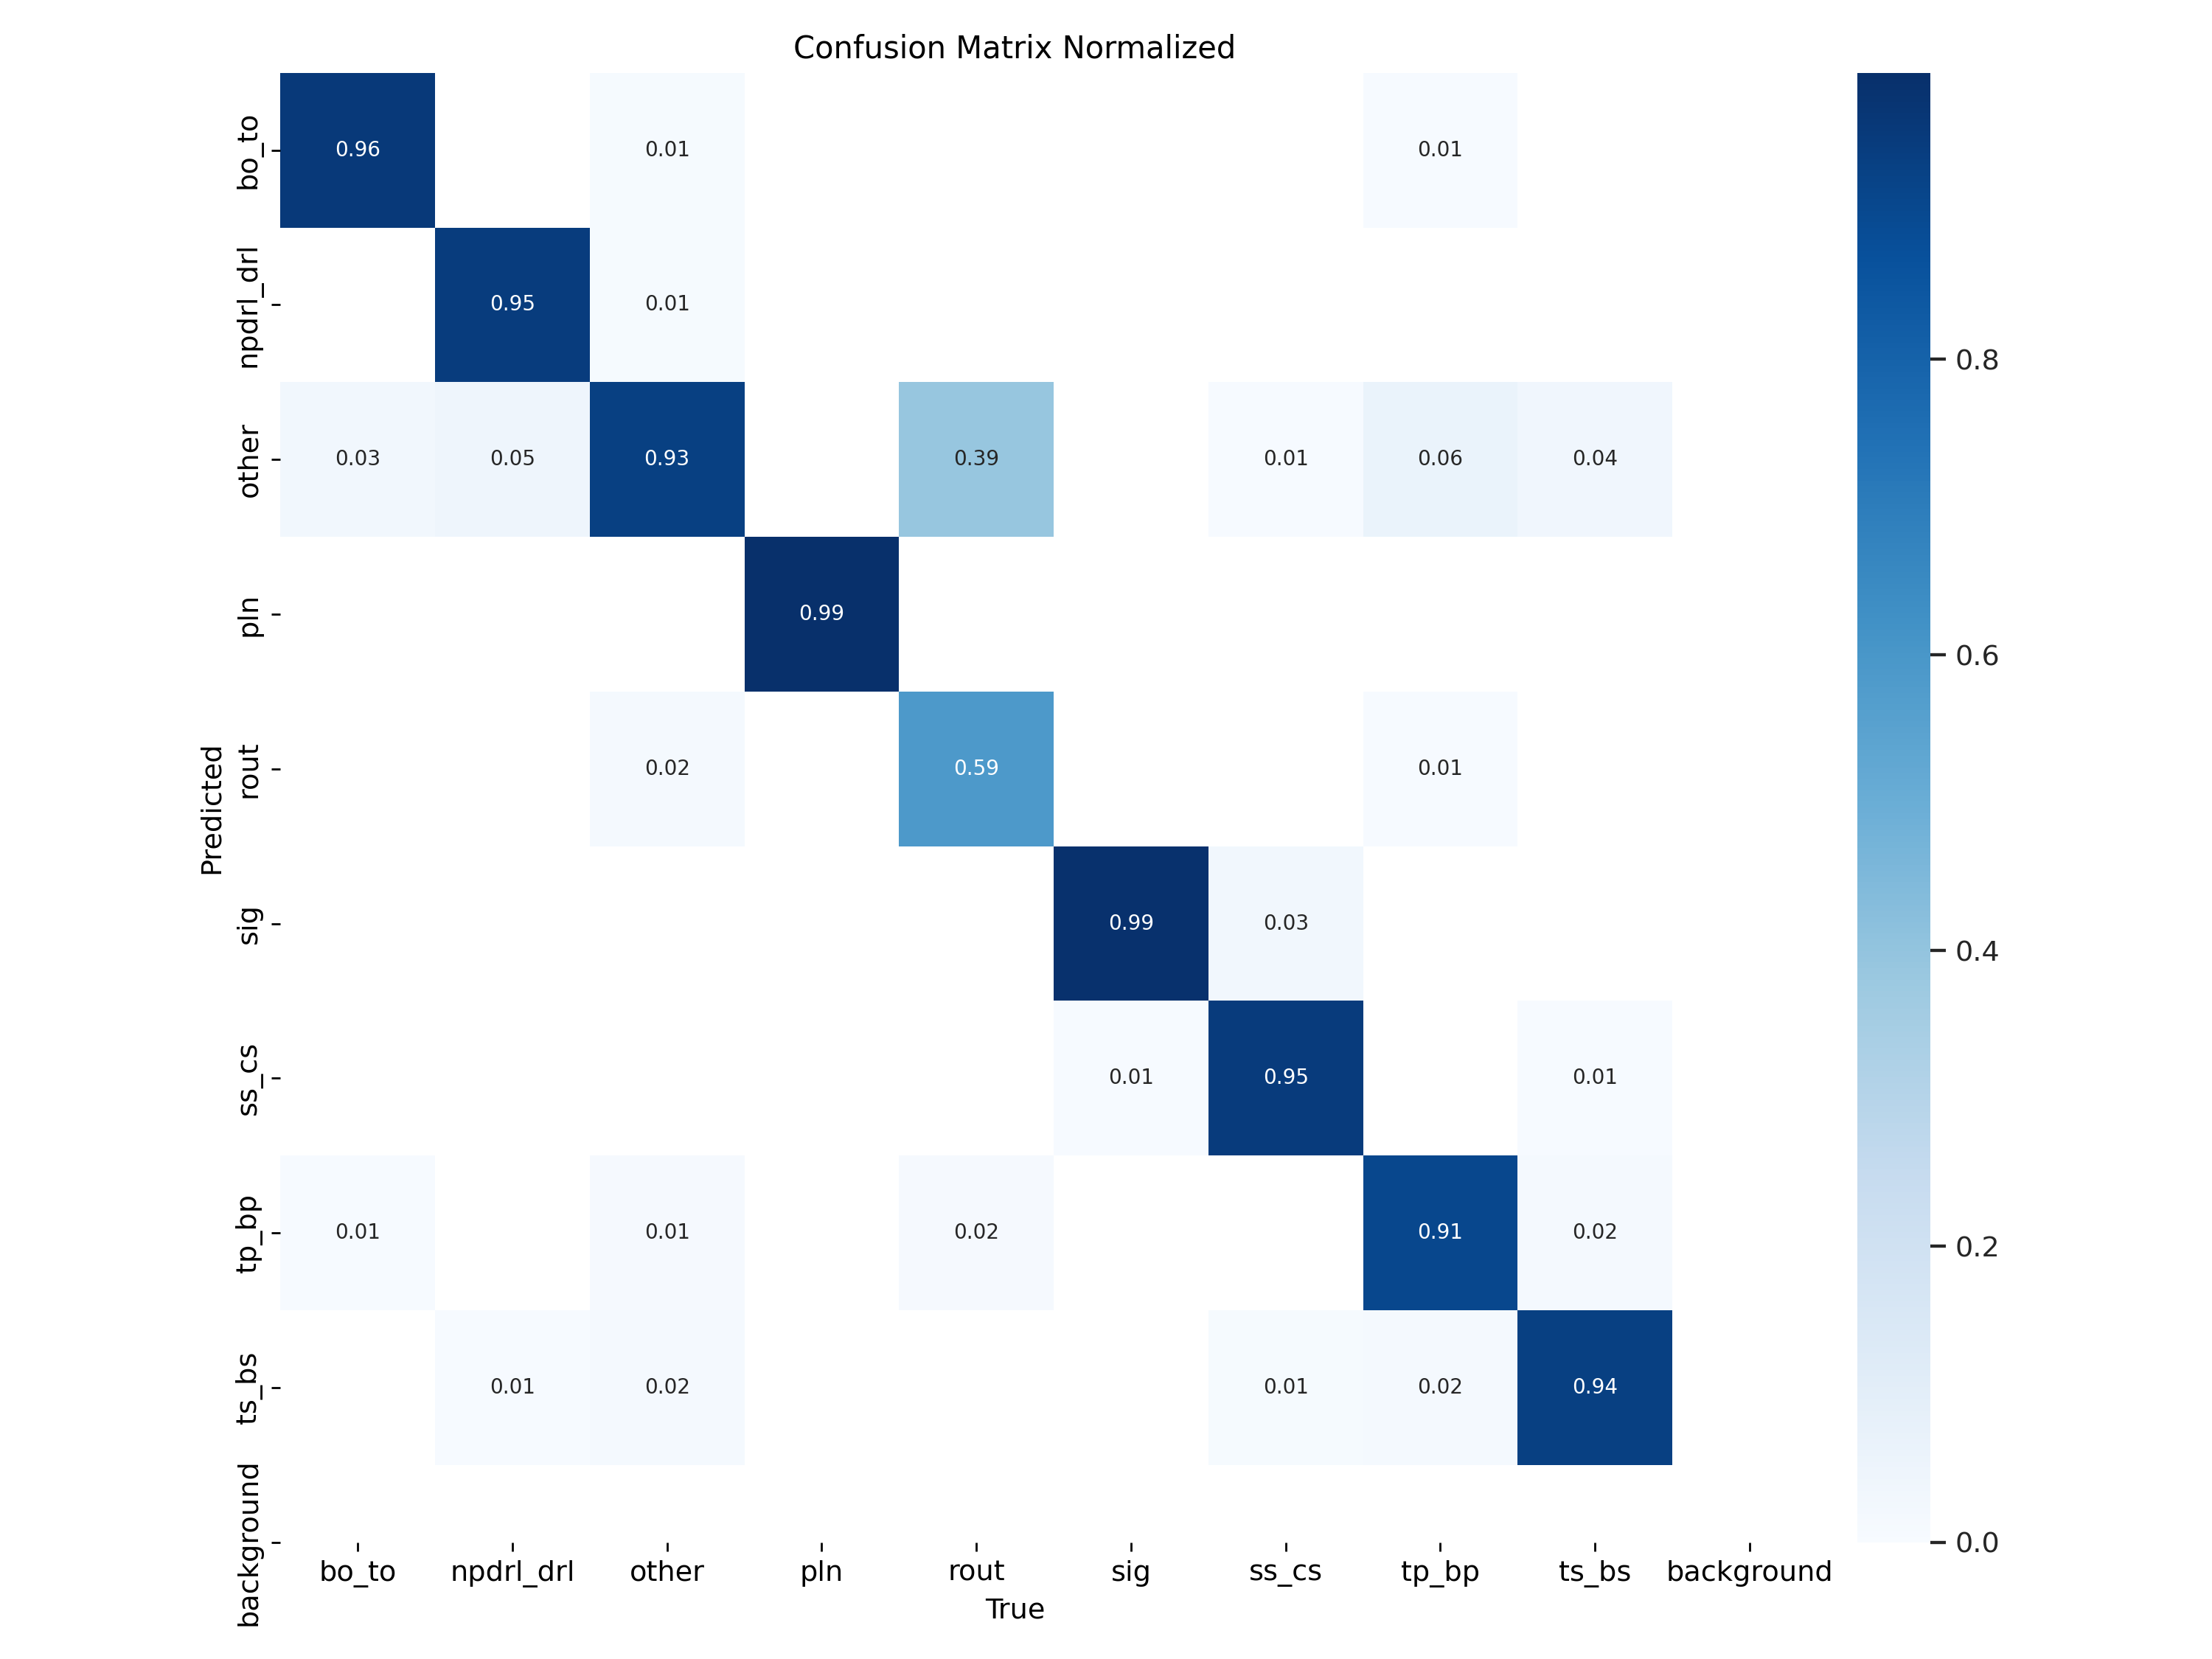 Confusion Matrix Normalized
bo_to 0.96 0.01 0.01
npdrl_drl 0.95 0.01
other 0.03 0.05 0.93 0.39 0.01 0.06 0.04
pln 0.99
rout 0.02 0.59 0.01
sig 0.99 0.03
ss_cs 0.01 0.95 0.01
tp_bp 0.01 0.01 0.02 0.91 0.02
ts_bs 0.01 0.02 0.01 0.02 0.94
background
Predicted
bo_to npdrl_drl other pln rout sig ss_cs tp_bp ts_bs background
True
0.8
0.6
0.4
0.2
0.0